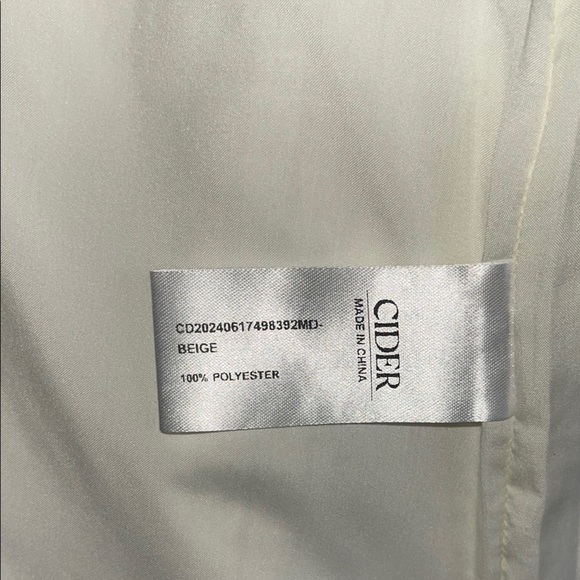 CD20240617498392MD-
BEIGE
100% POLYESTER
CIDER
MADE IN CHINA